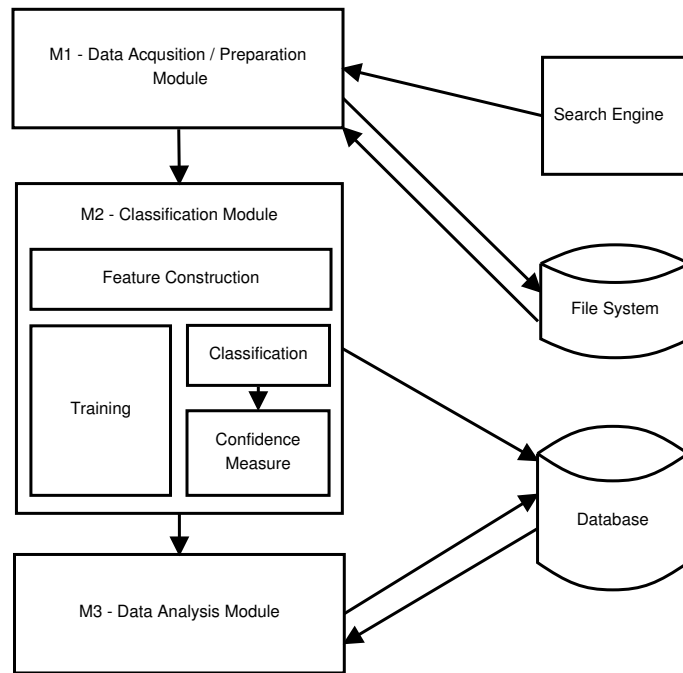 M1 - Data Acqusition / Preparation
Module
Search Engine
M2 - Classification Module
Feature Construction
File System
Classification
Training
Confidence
Measure
Database
M3 - Data Analysis Module